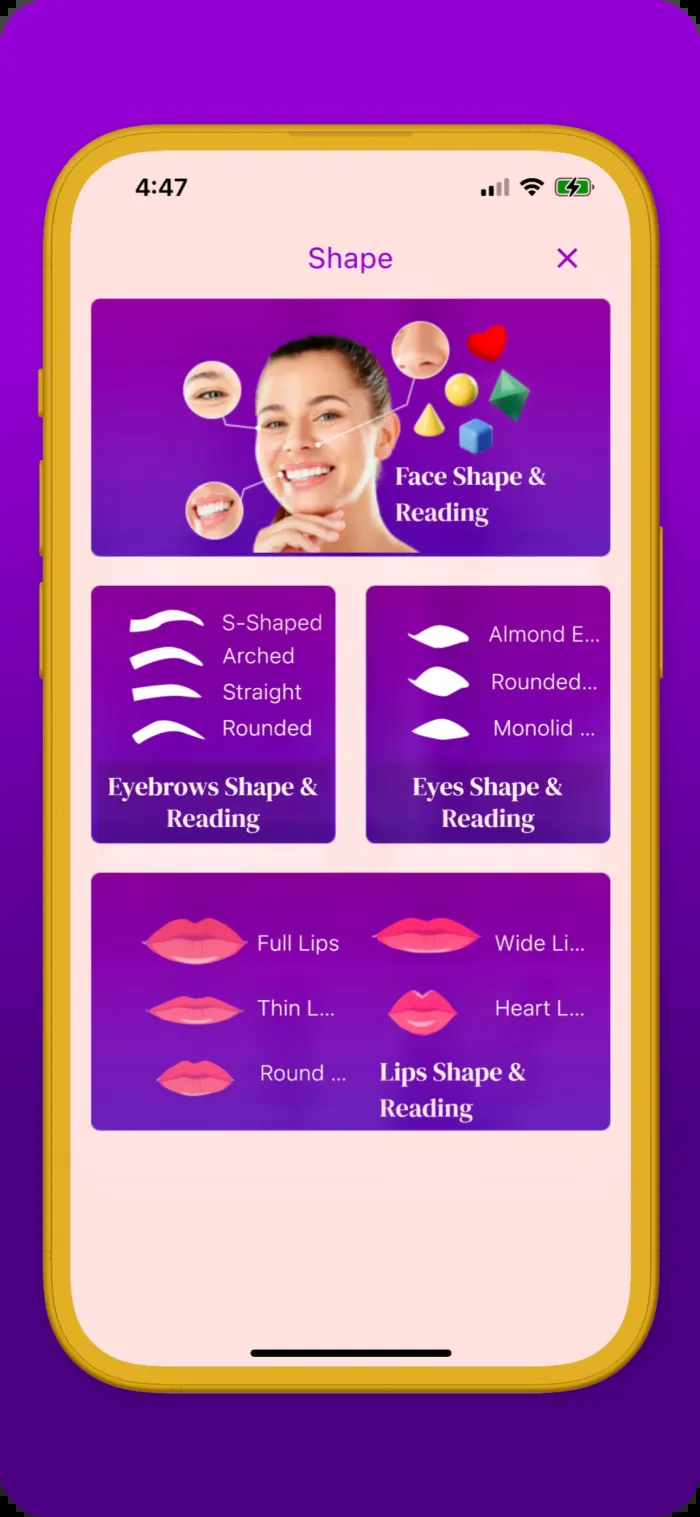 4:47
Shape
Face Shape &
Reading
S-Shaped
Arched
Straight
Rounded
Eyebrows Shape &
Reading
Almond E...
Rounded...
Monolid ...
Eyes Shape &
Reading
Full Lips
Wide Li...
Thin L...
Heart L...
Round ...
Lips Shape &
Reading